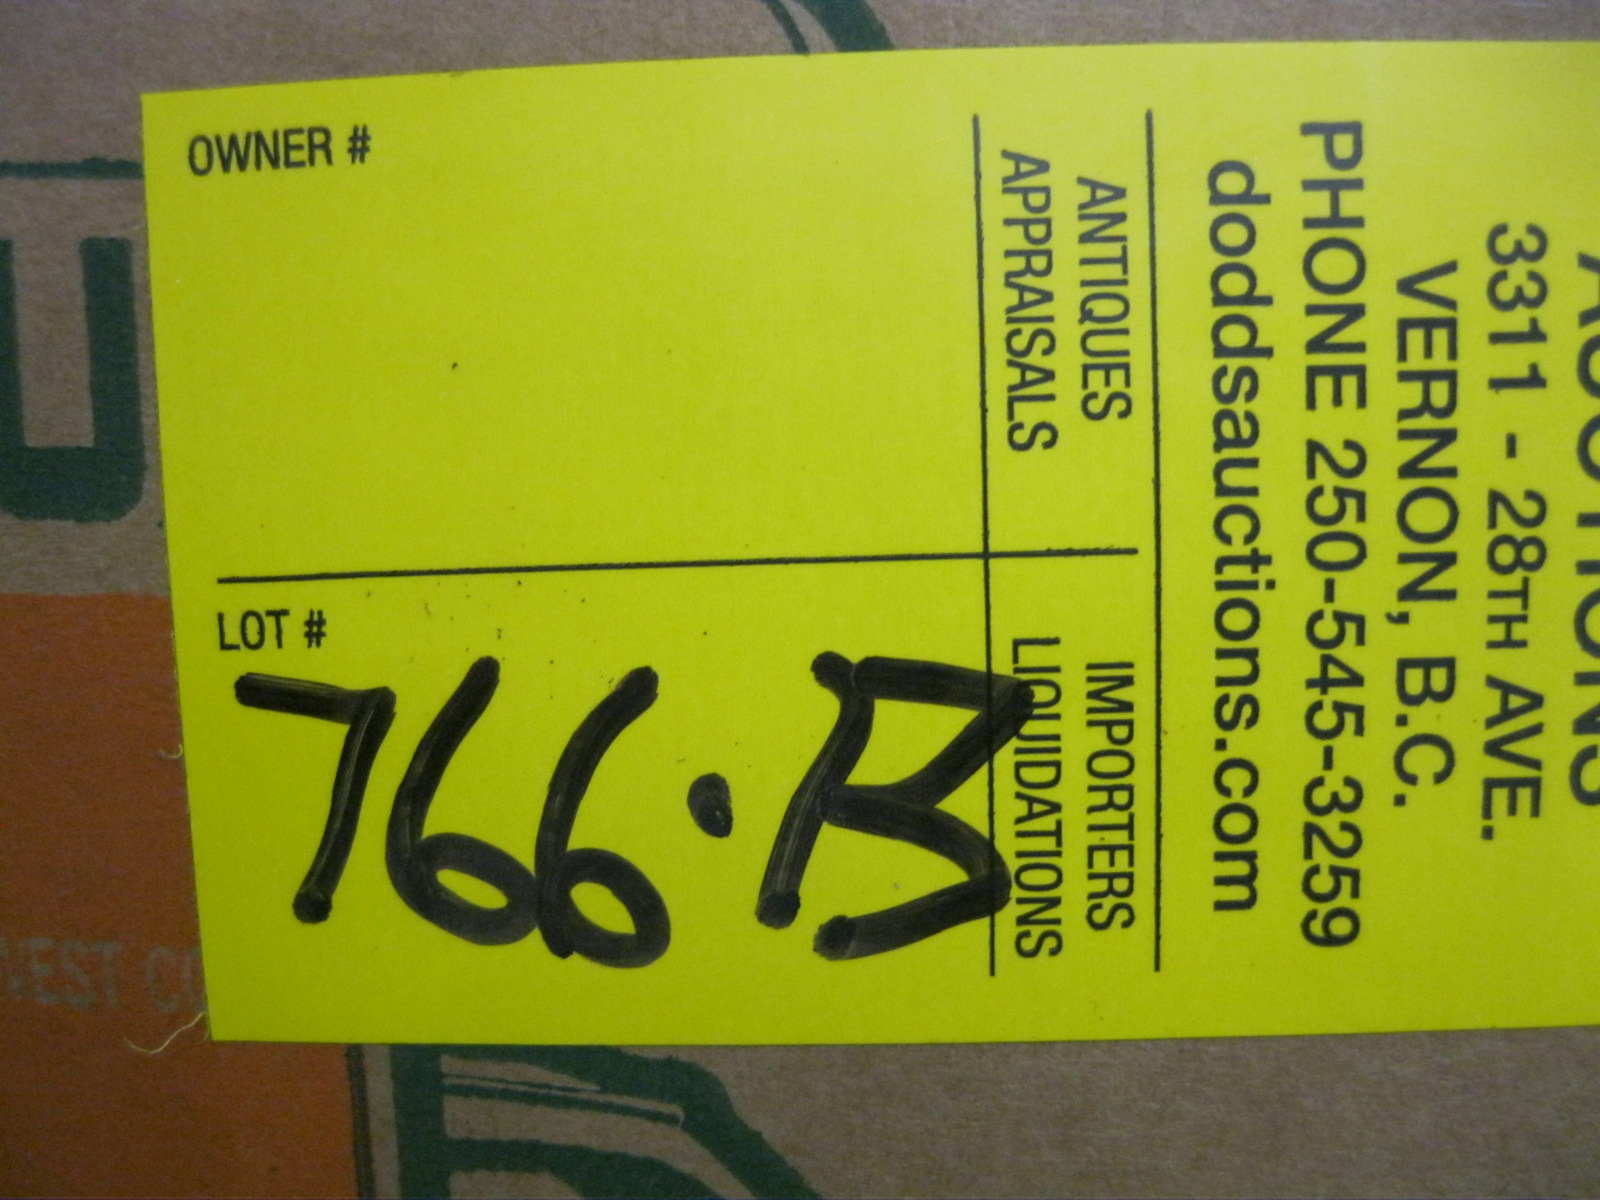 3311 - 28TH AVE.
VERNON, B.C.
PHONE 250-545-3259
doddsauctions.com
ANTIQUES IMPORTERS
APPRAISALS LIQUIDATIONS
OWNER #
LOT #
766·B